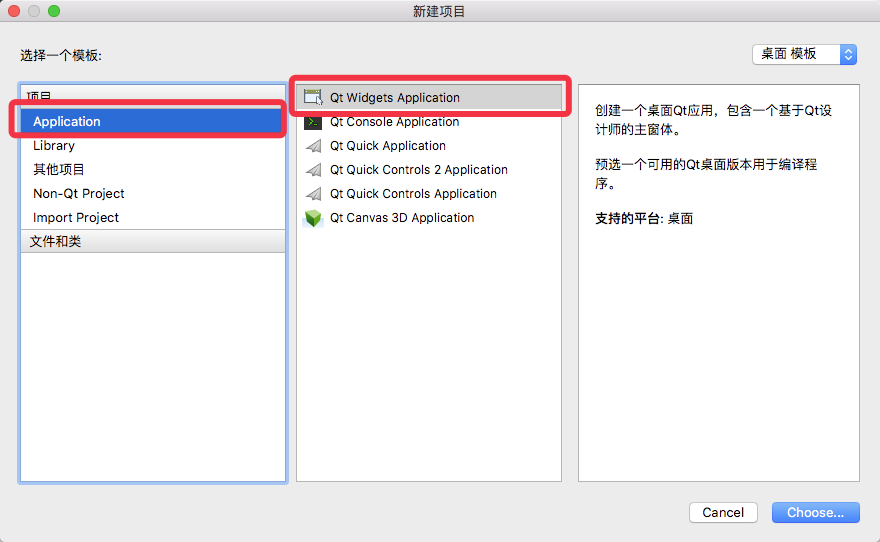 新建项目
选择一个模板:
桌面 模板
项目
Application
Library
其他项目
Non-Qt Project
Import Project
文件和类
Qt Widgets Application
Qt Console Application
Qt Quick Application
Qt Quick Controls 2 Application
Qt Quick Controls Application
Qt Canvas 3D Application
创建一个桌面Qt应用，包含一个基于Qt设
计师的主窗体。
预选一个可用的Qt桌面版本用于编译程
序。
支持的平台: 桌面
Cancel
Choose...